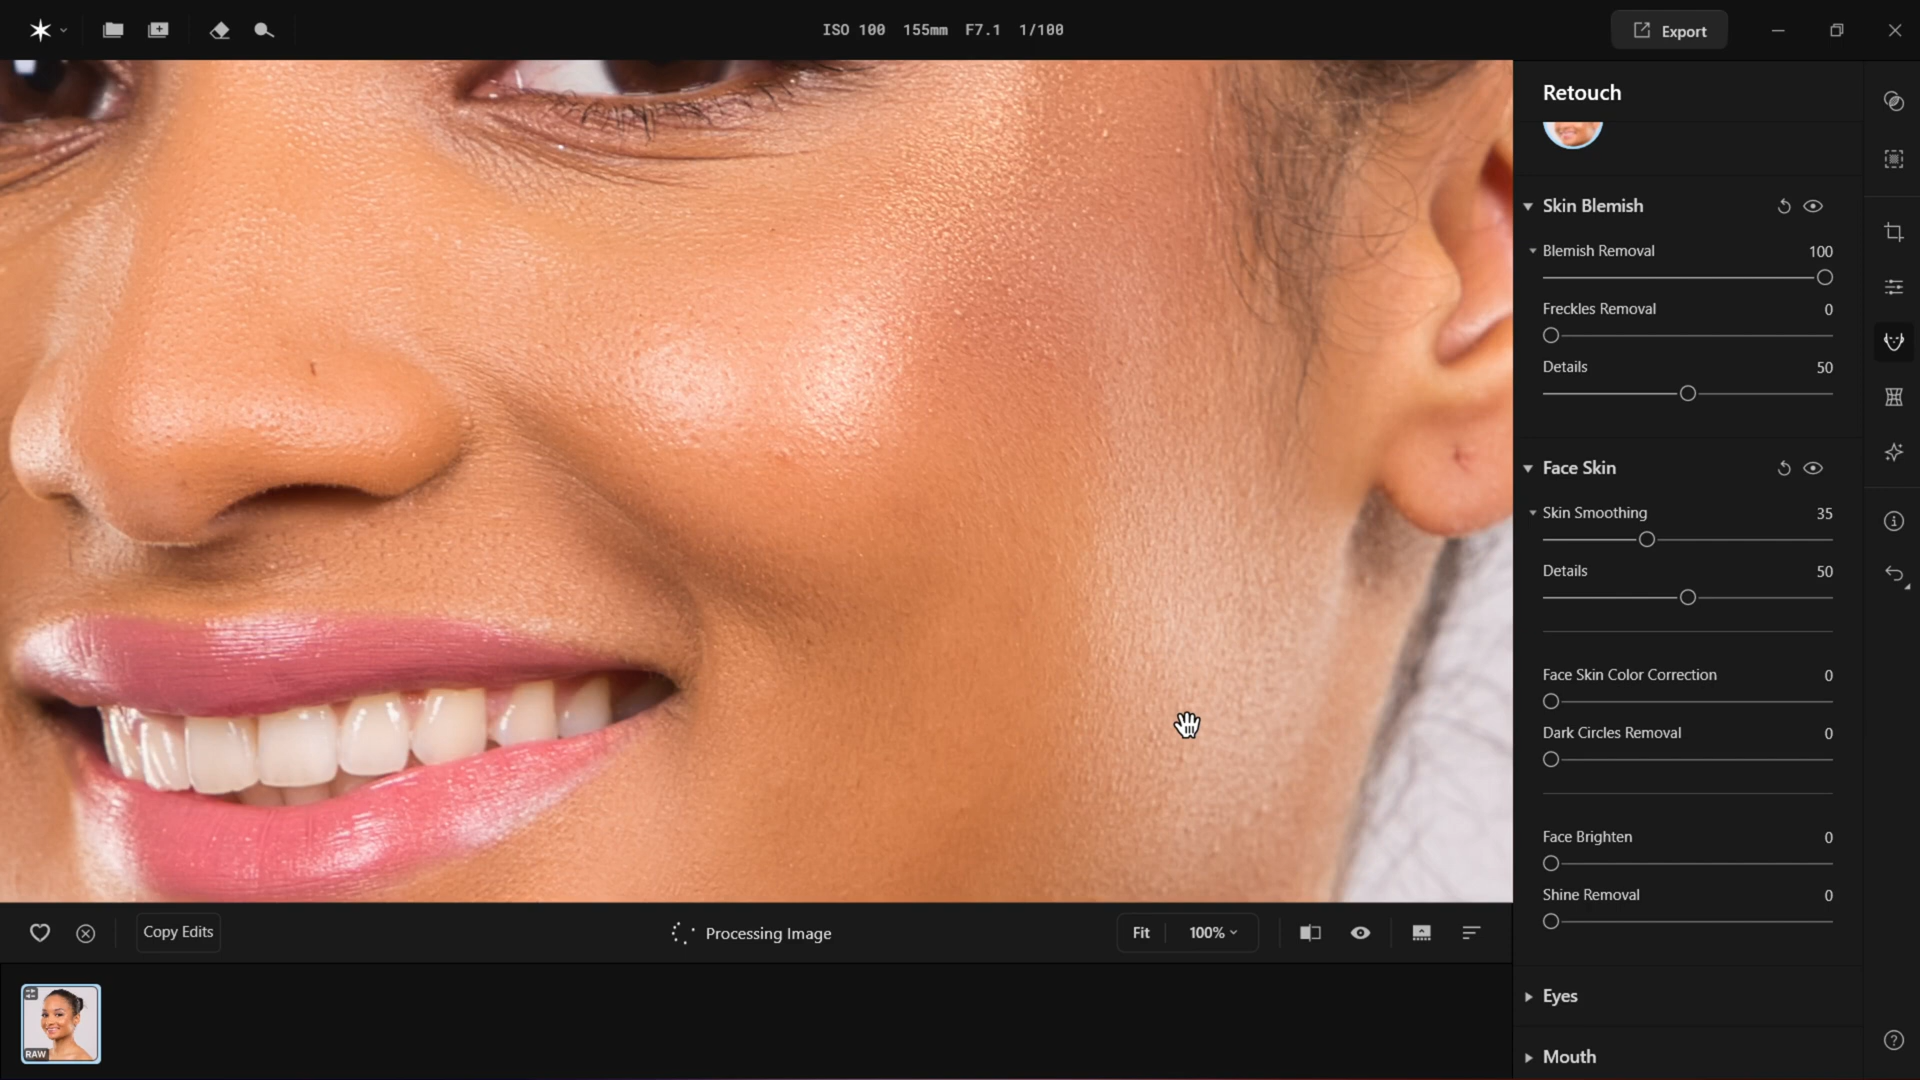 ISO 100 155mm F7.1 1/100
Export
Retouch
Skin Blemish
Blemish Removal 100
Freckles Removal 0
Details 50
Face Skin
Skin Smoothing 35
Details 50
Face Skin Color Correction 0
Dark Circles Removal 0
Face Brighten 0
Shine Removal 0
Eyes
Mouth
Copy Edits
Processing Image
Fit 100%
RAW